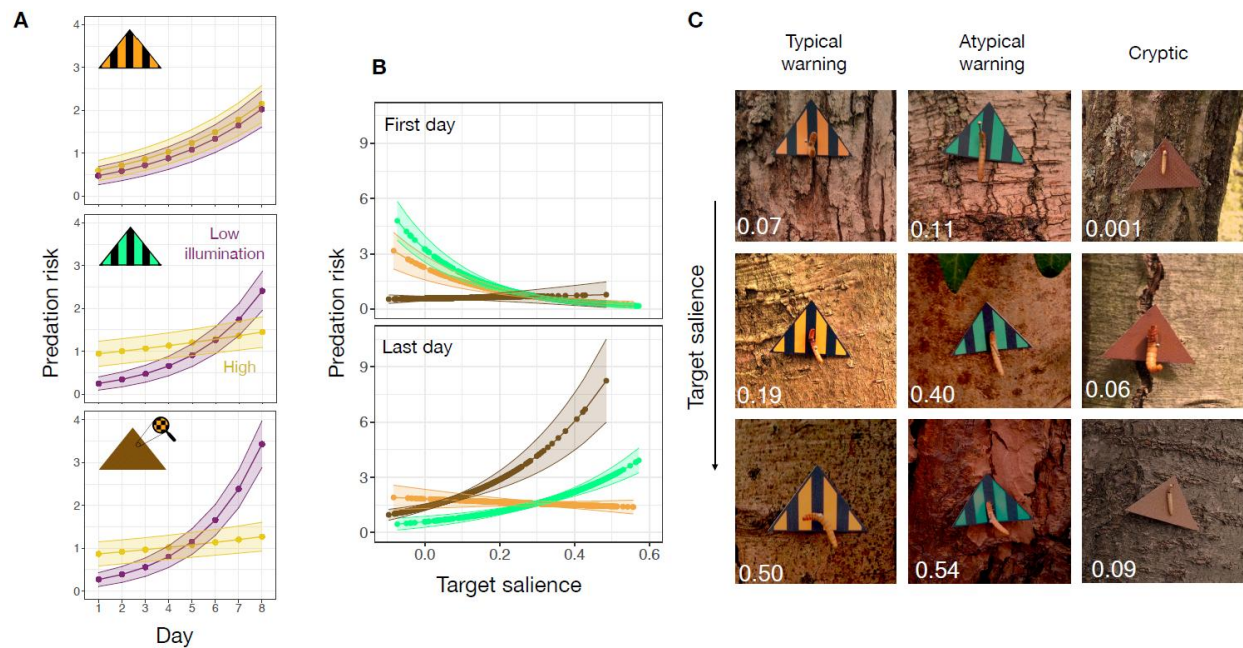 A
4
3
2
1
0
4
3
2
1
0
Low
illumination
High
4
3
2
1
0
1 2 3 4 5 6 7 8
Day
Predation risk
B
First day
9
6
3
0
Last day
9
6
3
0
0.0 0.2 0.4 0.6
Target salience
Predation risk
C
Typical
warning
Atypical
warning
Cryptic
Target salience
0.07 0.11 0.001
0.19 0.40 0.06
0.50 0.54 0.09